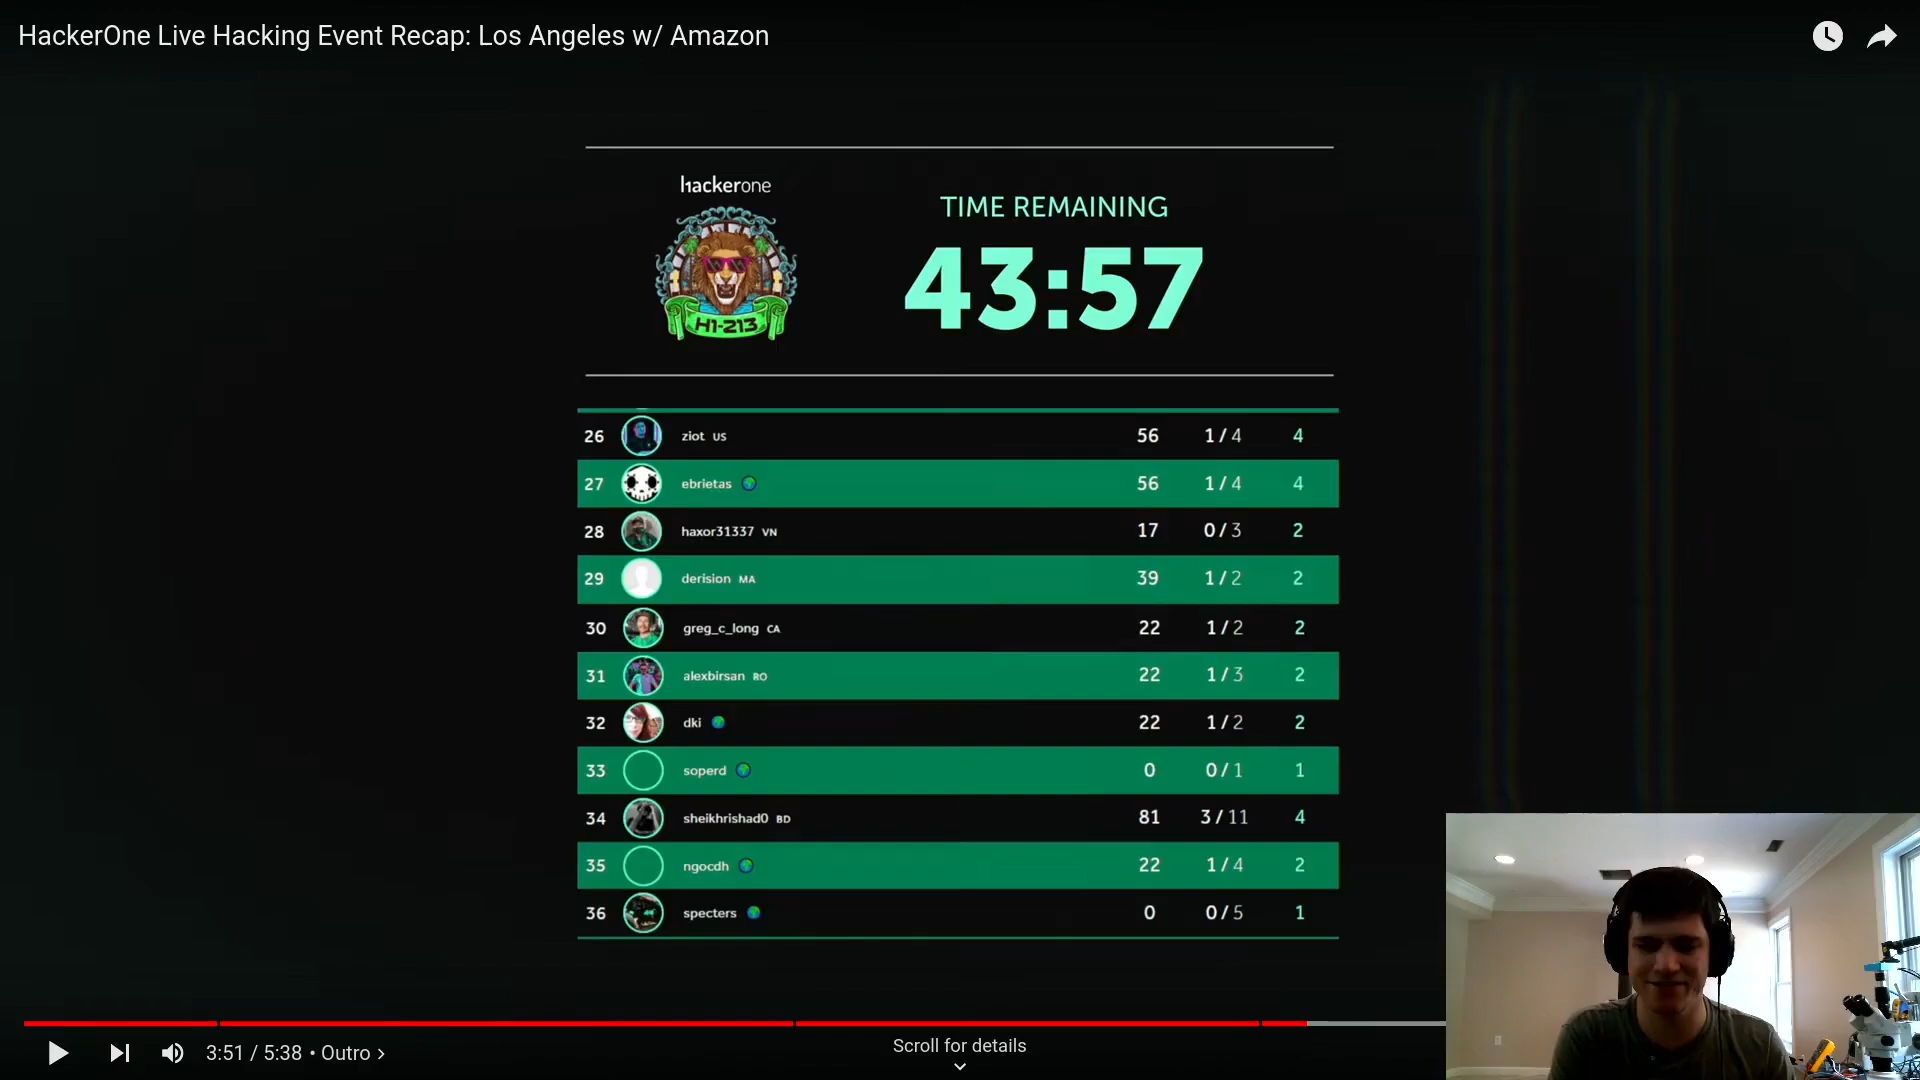 HackerOne Live Hacking Event Recap: Los Angeles w/ Amazon
hackerone
H1-213
TIME REMAINING
43:57
26 ziot US 56 1 / 4 4
27 ebrietas 56 1 / 4 4
28 haxor31337 VN 17 0 / 3 2
29 derision MA 39 1 / 2 2
30 greg_c_long CA 22 1 / 2 2
31 alexbirsan RO 22 1 / 3 2
32 dki 22 1 / 2 2
33 soperd 0 0 / 1 1
34 sheikhrishad0 BD 81 3 / 11 4
35 ngocdh 22 1 / 4 2
36 specters 0 0 / 5 1
3:51 / 5:38 • Outro ›
Scroll for details